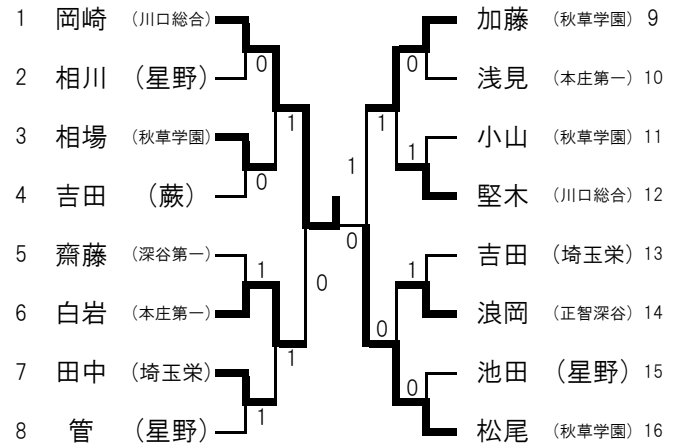 1 岡崎 (川口総合)
2 相川 (星野)
3 相場 (秋草学園)
4 吉田 (蕨)
5 齋藤 (深谷第一)
6 白岩 (本庄第一)
7 田中 (埼玉栄)
8 管 (星野)
0
1
0
1
1
1
0
1
0
0
1
1
1
0
0
加藤 (秋草学園) 9
浅見 (本庄第一) 10
小山 (秋草学園) 11
堅木 (川口総合) 12
吉田 (埼玉栄) 13
浪岡 (正智深谷) 14
池田 (星野) 15
松尾 (秋草学園) 16